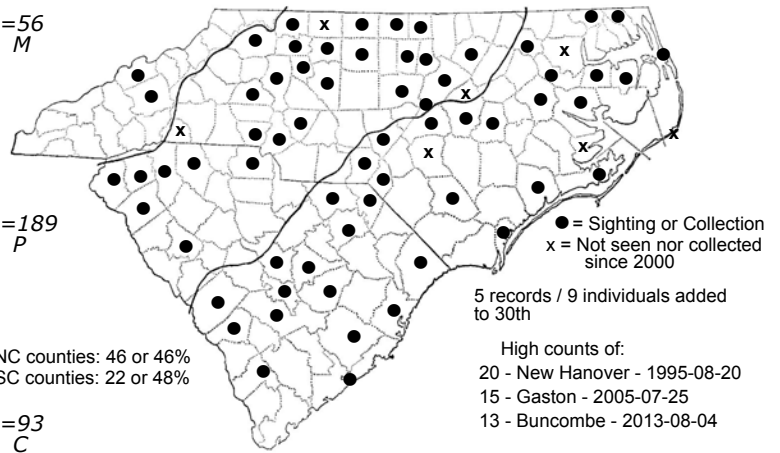 =56
M
=189
P
=93
C
x
x
x
x
x
x
x
● = Sighting or Collection
x = Not seen nor collected
since 2000
5 records / 9 individuals added
to 30th
NC counties: 46 or 46%
SC counties: 22 or 48%
High counts of:
20 - New Hanover - 1995-08-20
15 - Gaston - 2005-07-25
13 - Buncombe - 2013-08-04